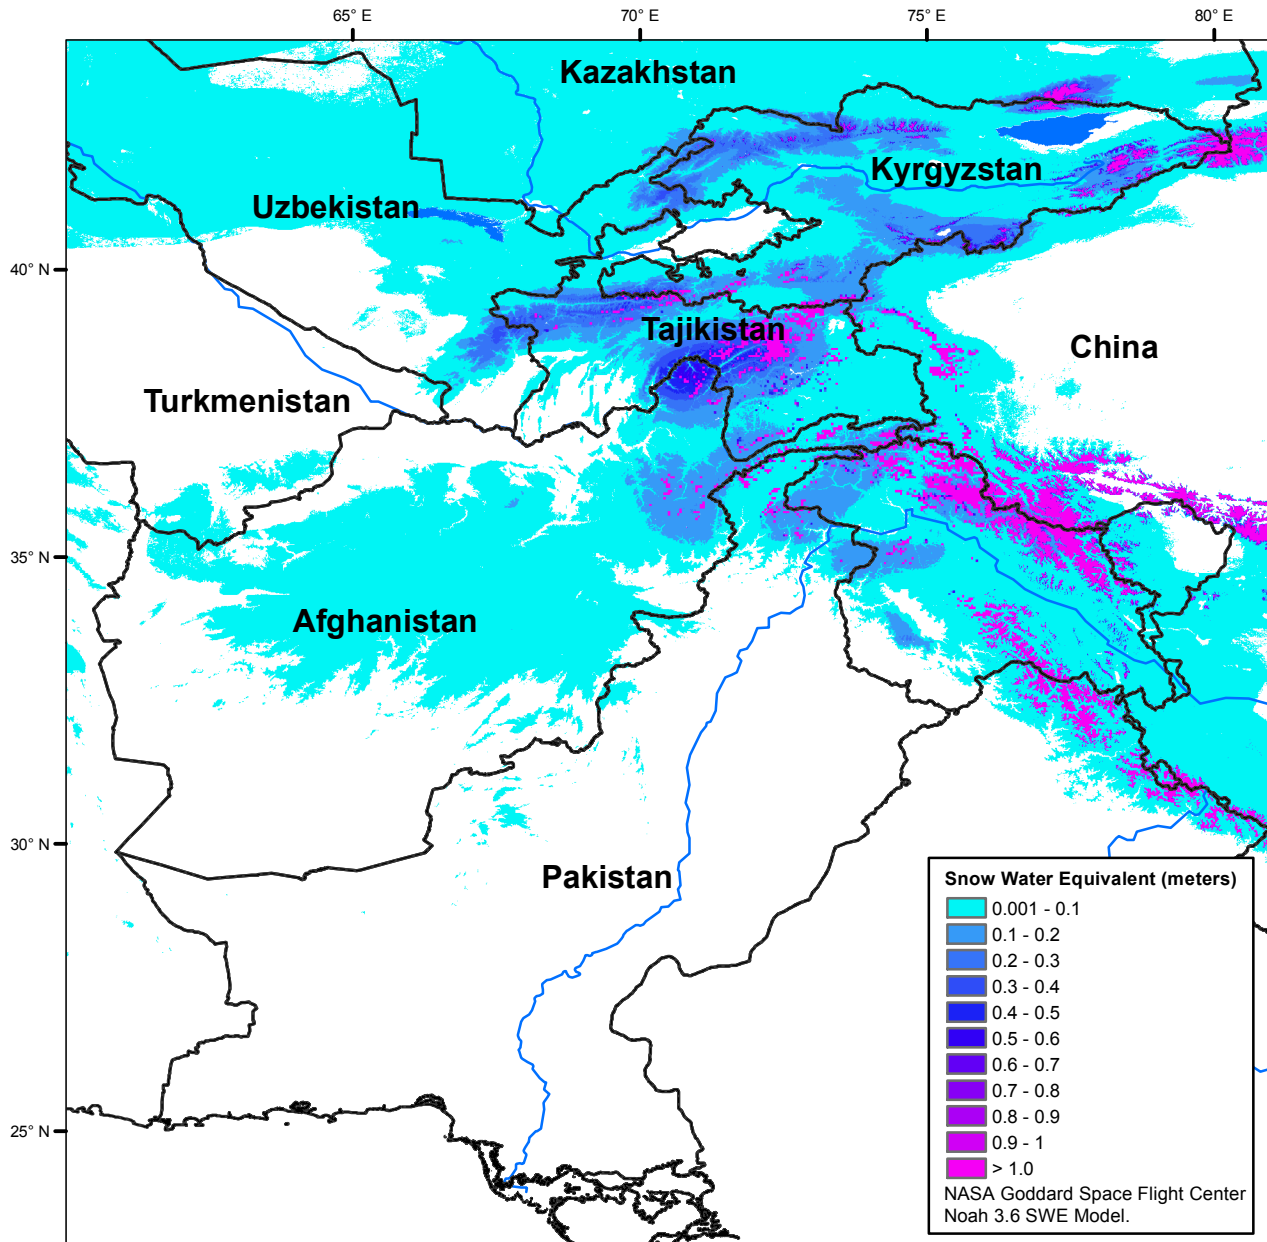 65° E
70° E
75° E
80° E
Kazakhstan
Kyrgyzstan
Uzbekistan
40° N
Tajikistan
China
Turkmenistan
35° N
Afghanistan
30° N
Pakistan
25° N
Snow Water Equivalent (meters)
0.001 - 0.1
0.1 - 0.2
0.2 - 0.3
0.3 - 0.4
0.4 - 0.5
0.5 - 0.6
0.6 - 0.7
0.7 - 0.8
0.8 - 0.9
0.9 - 1
> 1.0
NASA Goddard Space Flight Center
Noah 3.6 SWE Model.